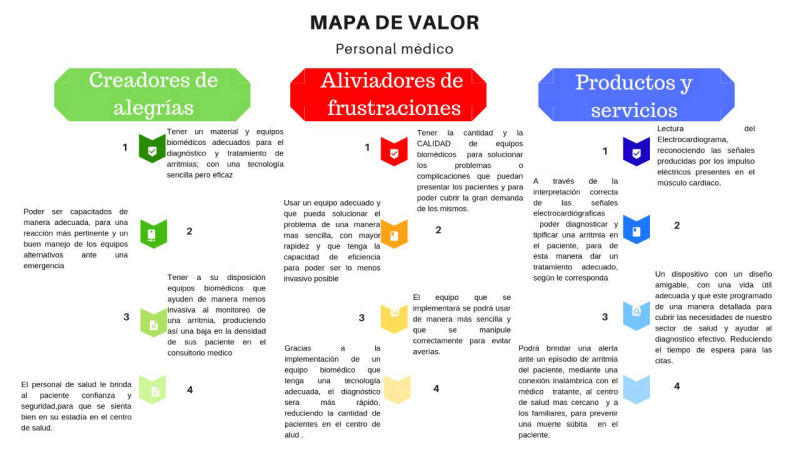 MAPA DE VALOR
Personal médico
Creadores de
alegrías
1
Tener un material y equipos
biomédicos adecuados para el
diagnóstico y tratamiento de
arritmias; con una tecnología
sencilla pero eficaz
Poder ser capacitados de
manera adecuada, para una
reacción más pertinente y un
buen manejo de los equipos
alternativos ante una
emergencia
2
3
Tener a su disposición
equipos biomédicos que
ayuden de manera menos
invasiva al monitoreo de
una arritmia, produciendo
así una baja en la densidad
de sus paciente en el
consultorio medico
El personal de salud le brinda
al paciente confianza y
seguridad,para que se sienta
bien en su estadía en el centro
de salud.
4
Aliviadores de
frustraciones
1
Tener la cantidad y la
CALIDAD de equipos
biomédicos para solucionar
los problemas o
complicaciones que puedan
presentar los pacientes y para
poder cubrir la gran demanda
de los mismos.
Usar un equipo adecuado y
que pueda solucionar el
problema de una manera
mas sencilla, con mayor
rapidez y que tenga la
capacidad de eficiencia
para poder ser lo menos
invasivo posible
2
3
El equipo que se
implementará se podrá usar
de manera más sencilla y
que se manipule
correctamente para evitar
averías.
Gracias a la
implementación de un
equipo biomédico que
tenga una tecnología
adecuada, el diagnóstico
sera más rápido,
reduciendo la cantidad de
pacientes en el centro de
alud .
4
Productos y
servicios
1
Lectura del
Electrocardiograma,
reconociendo las señales
producidas por los impulso
eléctricos presentes en el
músculo cardiaco.
A través de la
interpretación correcta
de las señales
electrocardiógraficas
poder diagnosticar y
tipificar una arritmia en
el paciente, para de
esta manera dar un
tratamiento adecuado,
según le corresponda
2
3
Un dispositivo con un diseño
amigable, con una vida útil
adecuada y que este programado
de una manera detallada para
cubrir las necesidades de nuestro
sector de salud y ayudar al
diagnostico efectivo. Reduciendo
el tiempo de espera para las
citas.
Podrá brindar una alerta
ante un episodio de arritmia
del paciente, mediante una
conexión inalámbrica con el
médico tratante, al centro
de salud mas cercano y a
los familiares, para prevenir
una muerte súbita en el
paciente.
4